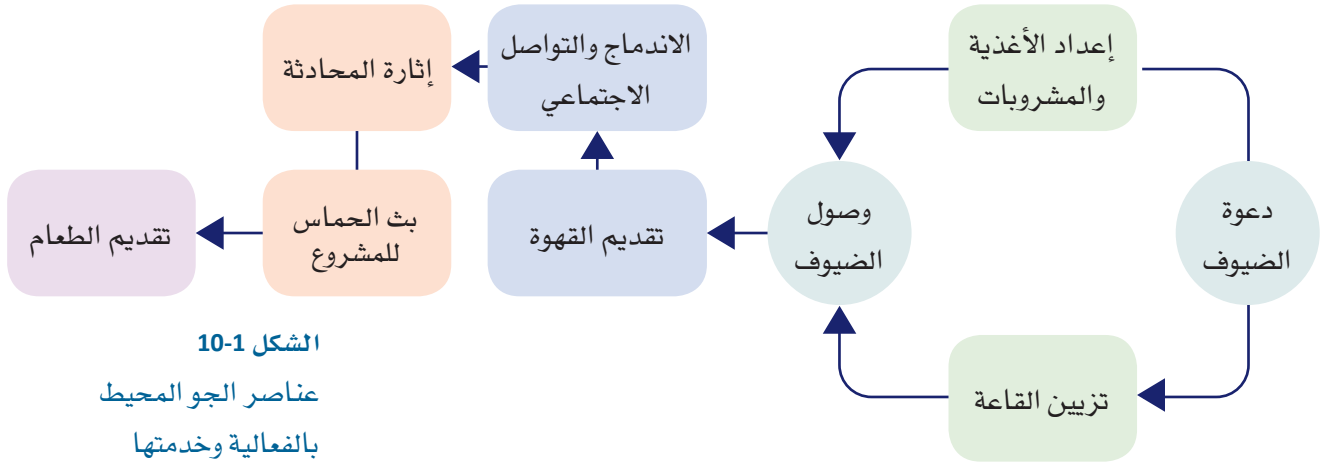 دعوة
الضيوف
إعداد الأغذية
والمشروبات
تزيين القاعة
وصول
الضيوف
تقديم القهوة
الاندماج والتواصل
الاجتماعي
إثارة المحادثة
بث الحماس
للمشروع
تقديم الطعام
الشكل 1-10
عناصر الجو المحيط
بالفعالية وخدمتها